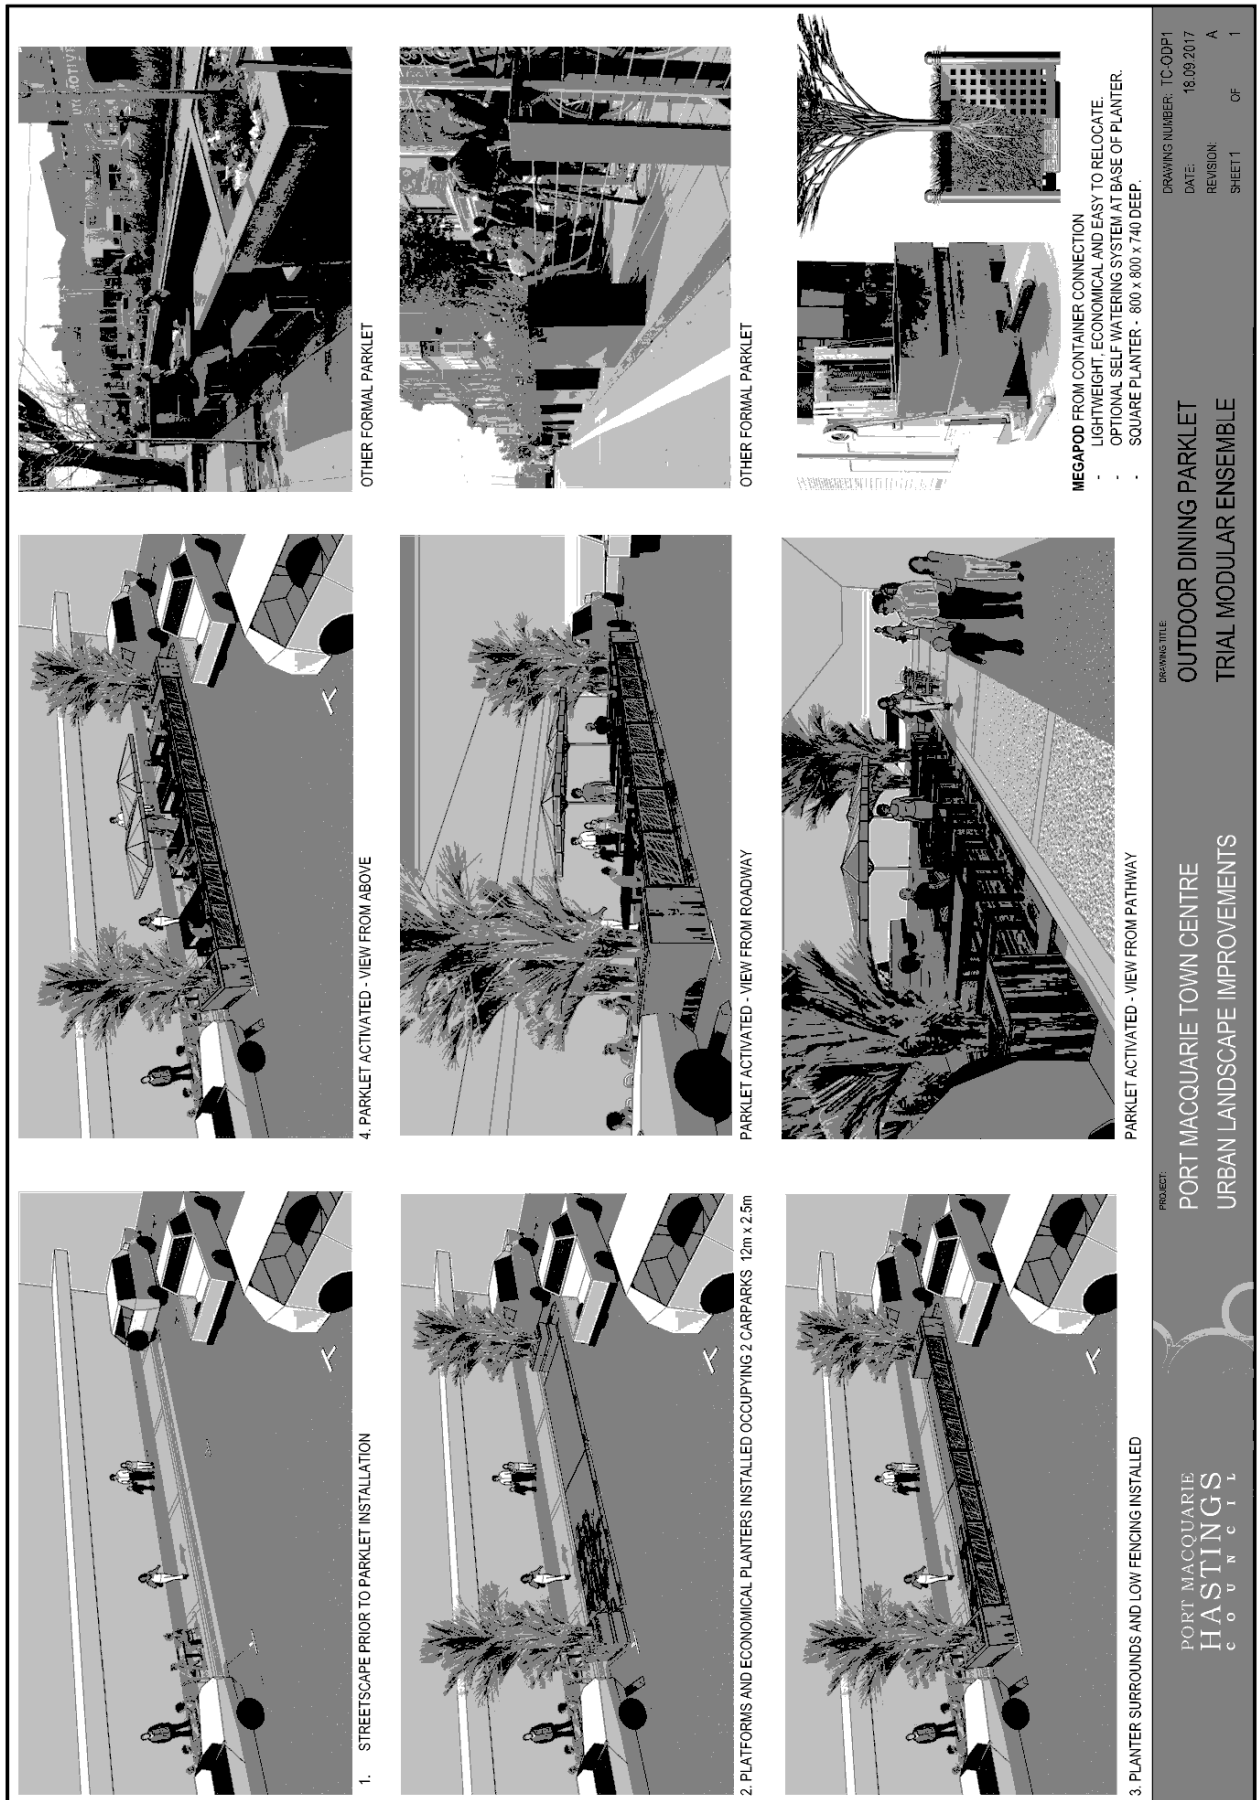 1. STREETSCAPE PRIOR TO PARKLET INSTALLATION
4. PARKLET ACTIVATED - VIEW FROM ABOVE
OTHER FORMAL PARKLET
2. PLATFORMS AND ECONOMICAL PLANTERS INSTALLED OCCUPYING 2 CARPARKS 12m x 2.5m
PARKLET ACTIVATED - VIEW FROM ROADWAY
OTHER FORMAL PARKLET
3. PLANTER SURROUNDS AND LOW FENCING INSTALLED
PARKLET ACTIVATED - VIEW FROM PATHWAY
MEGAPOD FROM CONTAINER CONNECTION
- LIGHTWEIGHT, ECONOMICAL AND EASY TO RELOCATE.
- OPTIONAL SELF WATERING SYSTEM AT BASE OF PLANTER.
- SQUARE PLANTER - 800 x 800 x 740 DEEP.
PORT MACQUARIE
HASTINGS
COUNCIL
PROJECT:
PORT MACQUARIE TOWN CENTRE
URBAN LANDSCAPE IMPROVEMENTS
DRAWING TITLE:
OUTDOOR DINING PARKLET
TRIAL MODULAR ENSEMBLE
DRAWING NUMBER: TC-ODP1
DATE: 18.09.2017
REVISION: A
SHEET 1 OF 1